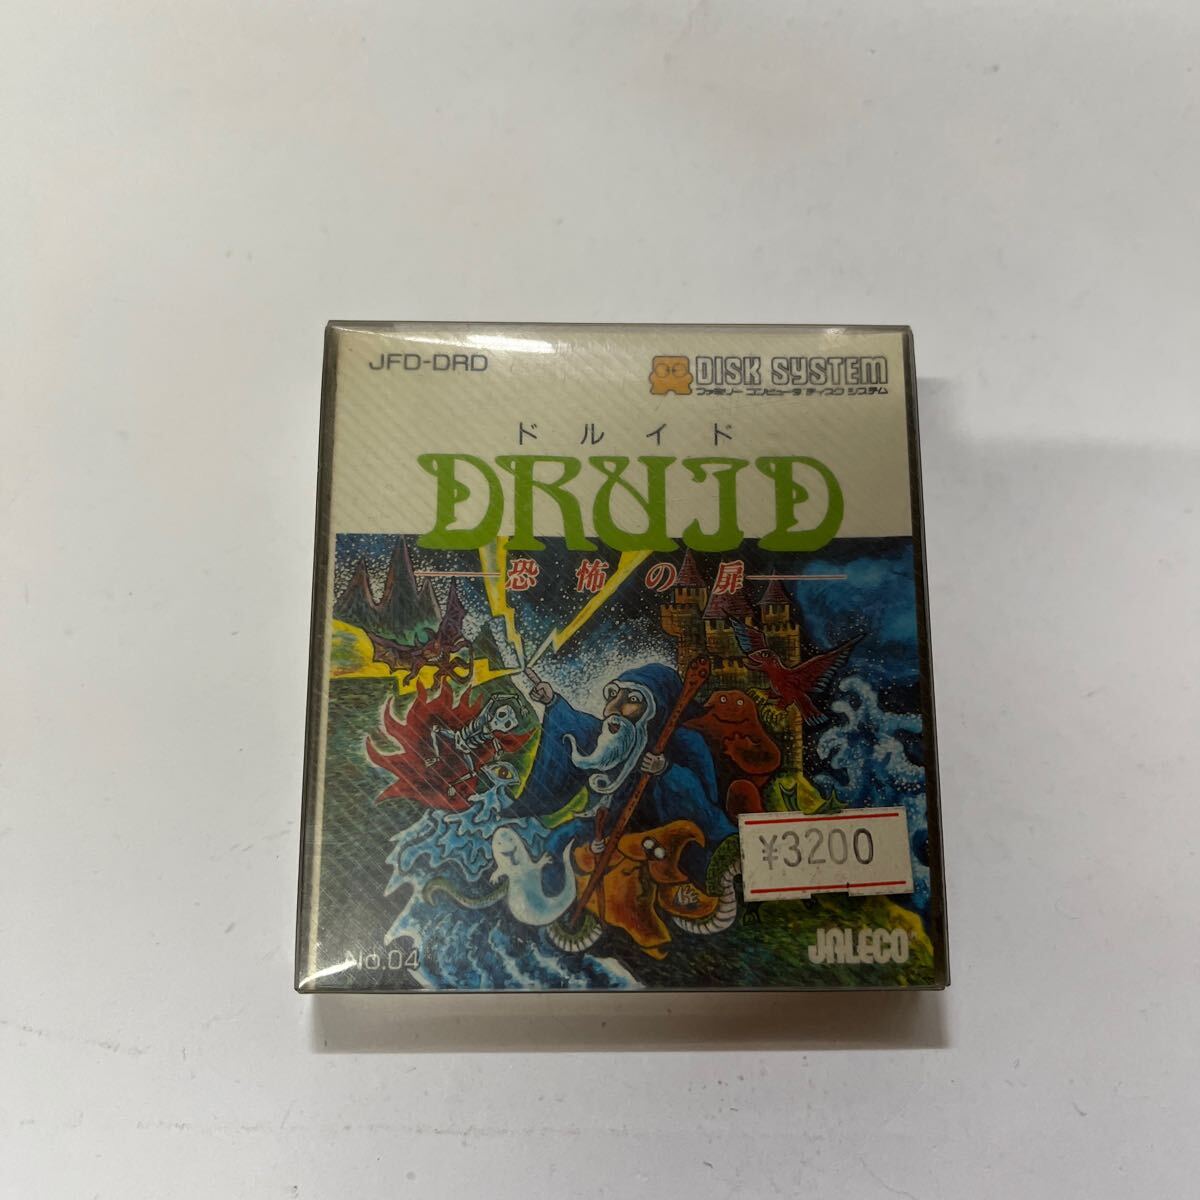 JFD-DRD
DISK SYSTEM
ファミリー コンピュータ ディスク システム
ドルイド
DRUID
恐怖の扉
¥3200
No.04
JALECO